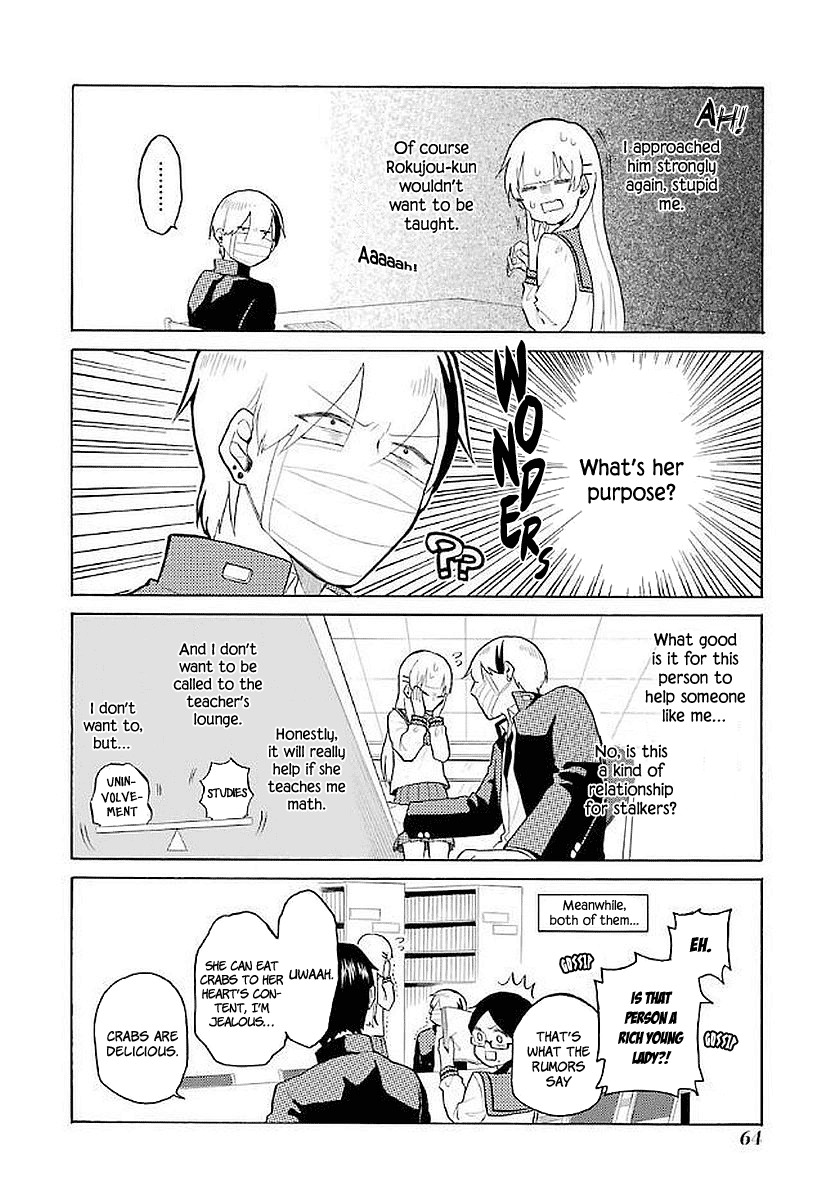 AH!
I approached
him strongly
again, stupid
me.
Of course
Rokujou-kun
wouldn't
want to be
taught.
Aaaaah!
........
What's her
purpose?
WONDERS
??
What good
is it for this
person to
help someone
like me...
No, is this
a kind of
relationship
for stalkers?
Honestly,
it will really
help if she
teaches me
math.
And I don't
want to be
called to the
teacher's
lounge.
I don't
want to,
but...
UNIN-
VOLVE-
MENT
STUDIES
Meanwhile,
both of them...
EH.
IS THAT
PERSON A
RICH YOUNG
LADY?!
GOSSIP
GOSSIP
THAT'S
WHAT THE
RUMORS
SAY
UWAAH.
SHE CAN EAT
CRABS TO HER
HEART'S CON-
TENT, I'M
JEALOUS...
CRABS ARE
DELICIOUS.
64